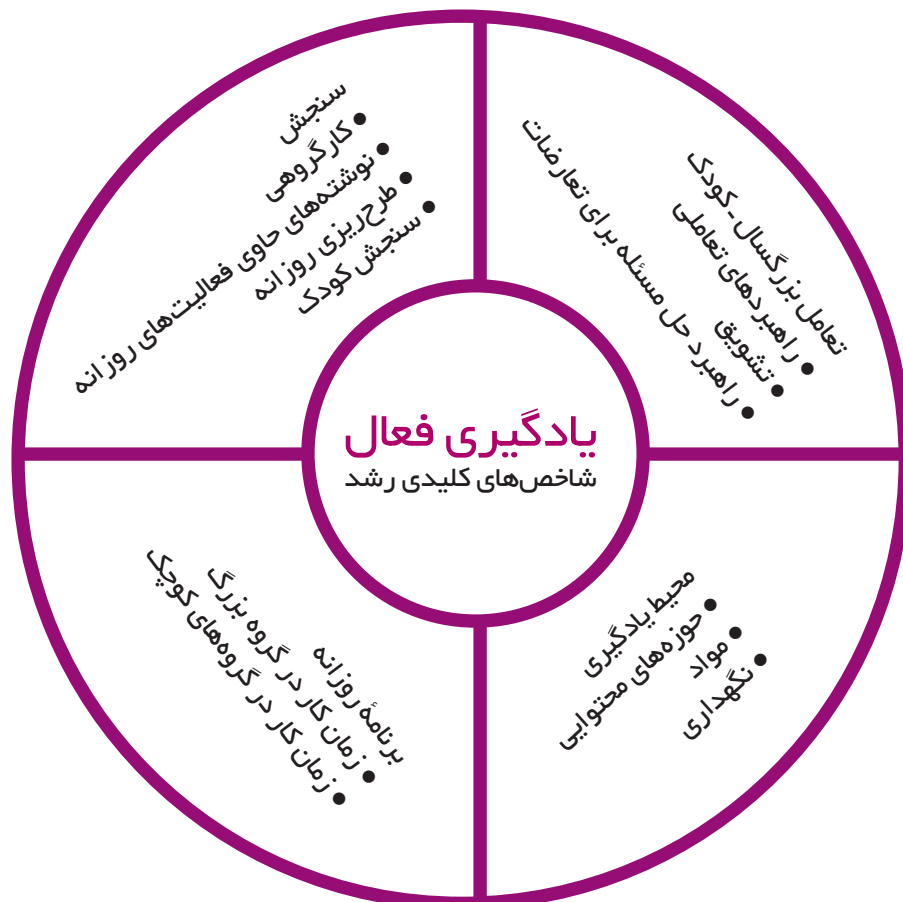 تعامل بزرگسال - کودک
• راهبردهای تعاملی
• تشویق
• راهبرد حل مسئله برای تعارضات
سنجش
• کارگروهی
• نوشته‌های حاوی فعالیت‌های روزانه
• طرح‌ریزی روزانه
• سنجش کودک
یادگیری فعال
شاخص‌های کلیدی رشد
محیط یادگیری
• حوزه‌های محتوایی
• مواد
• نگهداری
برنامهٔ روزانه
• زمان کار در گروه بزرگ
• زمان کار در گروه‌های کوچک